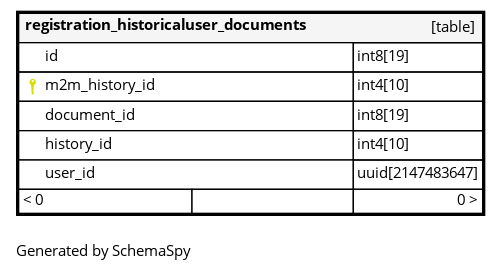 registration_historicaluser_documents [table]
id int8[19]
m2m_history_id int4[10]
document_id int8[19]
history_id int4[10]
user_id uuid[2147483647]
< 0 0 >
Generated by SchemaSpy